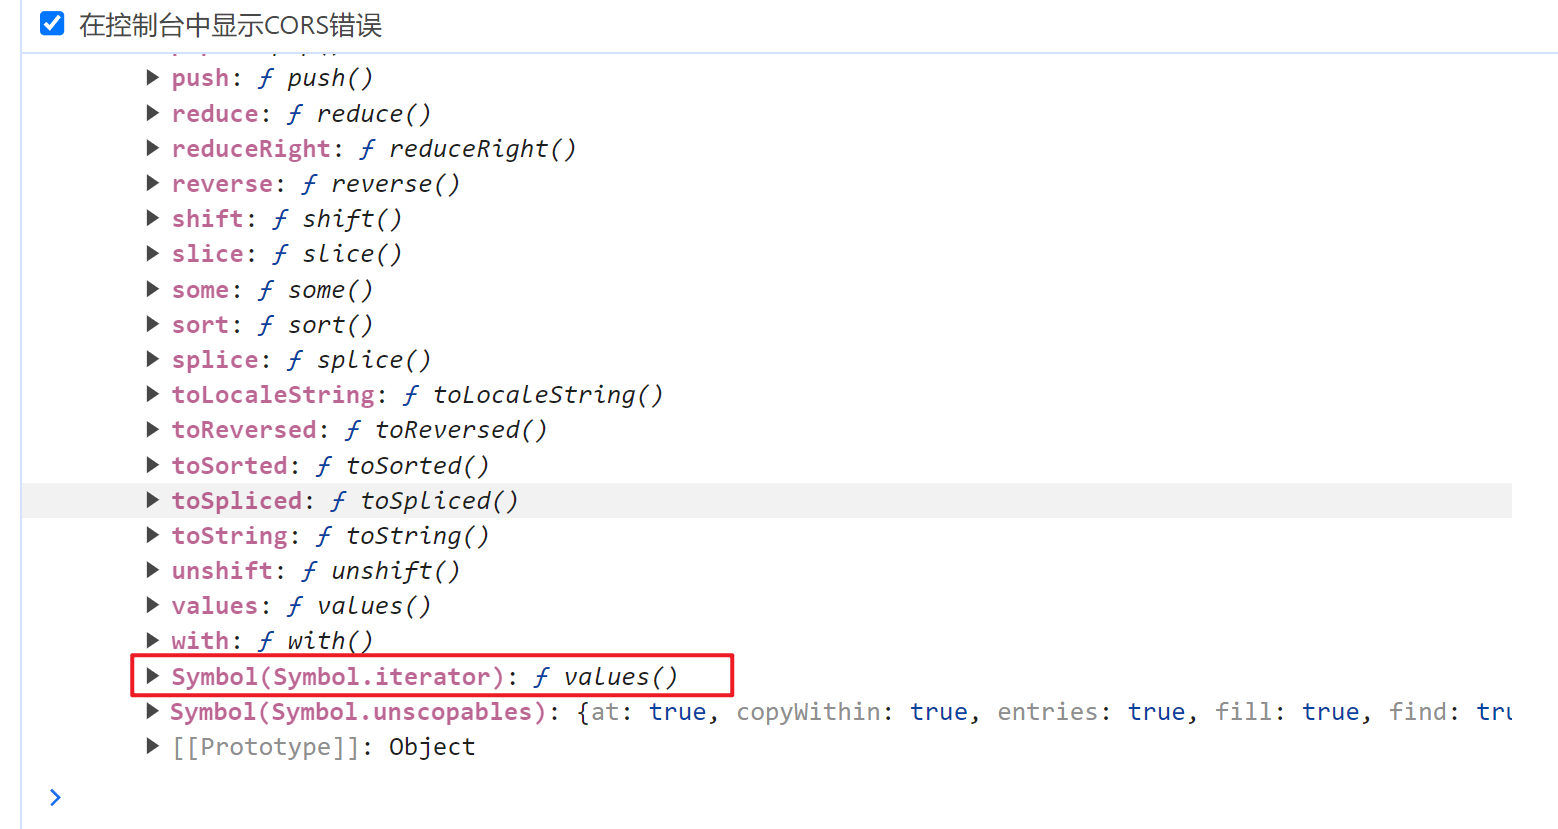 在控制台中显示CORS错误
push: ƒ push()
reduce: ƒ reduce()
reduceRight: ƒ reduceRight()
reverse: ƒ reverse()
shift: ƒ shift()
slice: ƒ slice()
some: ƒ some()
sort: ƒ sort()
splice: ƒ splice()
toLocaleString: ƒ toLocaleString()
toReversed: ƒ toReversed()
toSorted: ƒ toSorted()
toSpliced: ƒ toSpliced()
toString: ƒ toString()
unshift: ƒ unshift()
values: ƒ values()
with: ƒ with()
Symbol(Symbol.iterator): ƒ values()
Symbol(Symbol.unscopables): {at: true, copyWithin: true, entries: true, fill: true, find: tru
[[Prototype]]: Object